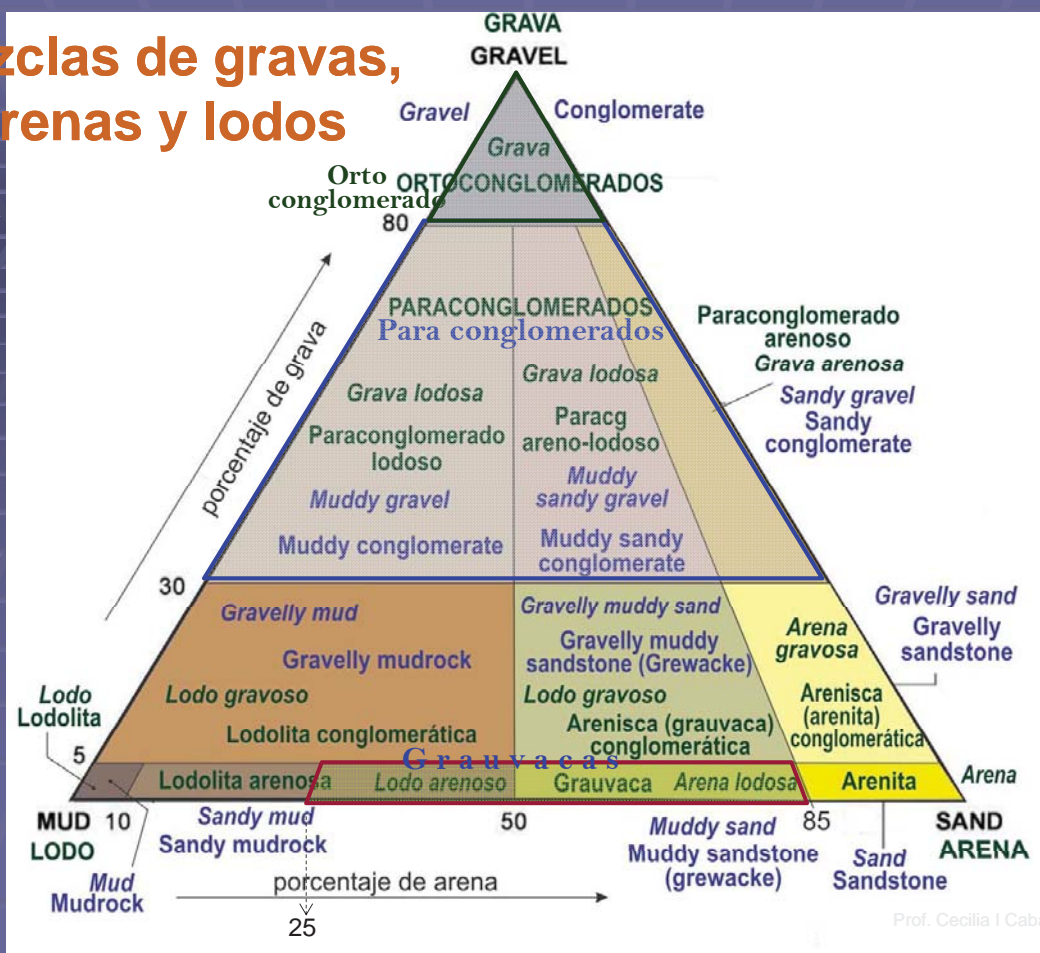 zclas de gravas,
renas y lodos
GRAVA
GRAVEL
Gravel
Conglomerate
Grava
ORTOCONGLOMERADOS
Orto
conglomerado
80
porcentaje de grava
PARACONGLOMERADOS
Para conglomerados
Grava lodosa
Paraconglomerado
lodoso
Muddy gravel
Muddy conglomerate
Grava lodosa
Paracg
areno-lodoso
Muddy
sandy gravel
Muddy sandy
conglomerate
Paraconglomerado
arenoso
Grava arenosa
Sandy gravel
Sandy
conglomerate
30
Gravelly mud
Gravelly mudrock
Lodo gravoso
Lodolita conglomerática
Gravelly muddy sand
Gravelly muddy
sandstone (Grewacke)
Lodo gravoso
Arenisca (grauvaca)
conglomerática
Arena
gravosa
Arenisca
(arenita)
conglomerática
Gravelly sand
Gravelly
sandstone
Lodo
Lodolita
5
Grauvacas
Lodolita arenosa
Lodo arenoso
Grauvaca
Arena lodosa
Arenita
Arena
MUD
LODO
10
Sandy mud
Sandy mudrock
50
85
Muddy sand
Muddy sandstone
(grewacke)
SAND
ARENA
Sand
Sandstone
Mud
Mudrock
porcentaje de arena
25
Prof. Cecilia I Caba